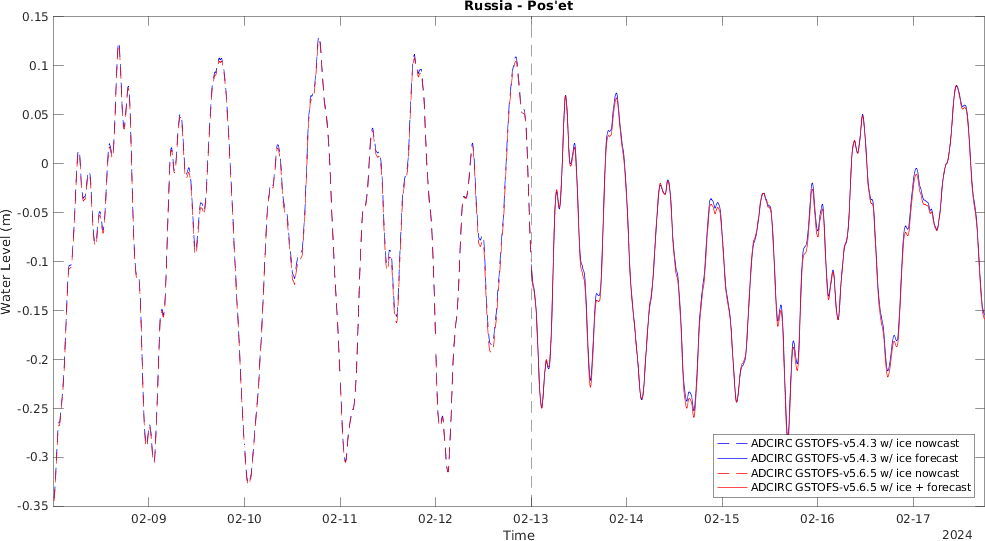 Russia - Pos'et
0.15
0.1
0.05
0
-0.05
-0.1
-0.15
-0.2
-0.25
-0.3
-0.35
Water Level (m)
ADCIRC GSTOFS-v5.4.3 w/ ice nowcast
ADCIRC GSTOFS-v5.4.3 w/ ice forecast
ADCIRC GSTOFS-v5.6.5 w/ ice nowcast
ADCIRC GSTOFS-v5.6.5 w/ ice + forecast
02-09 02-10 02-11 02-12 02-13 02-14 02-15 02-16 02-17
Time
2024